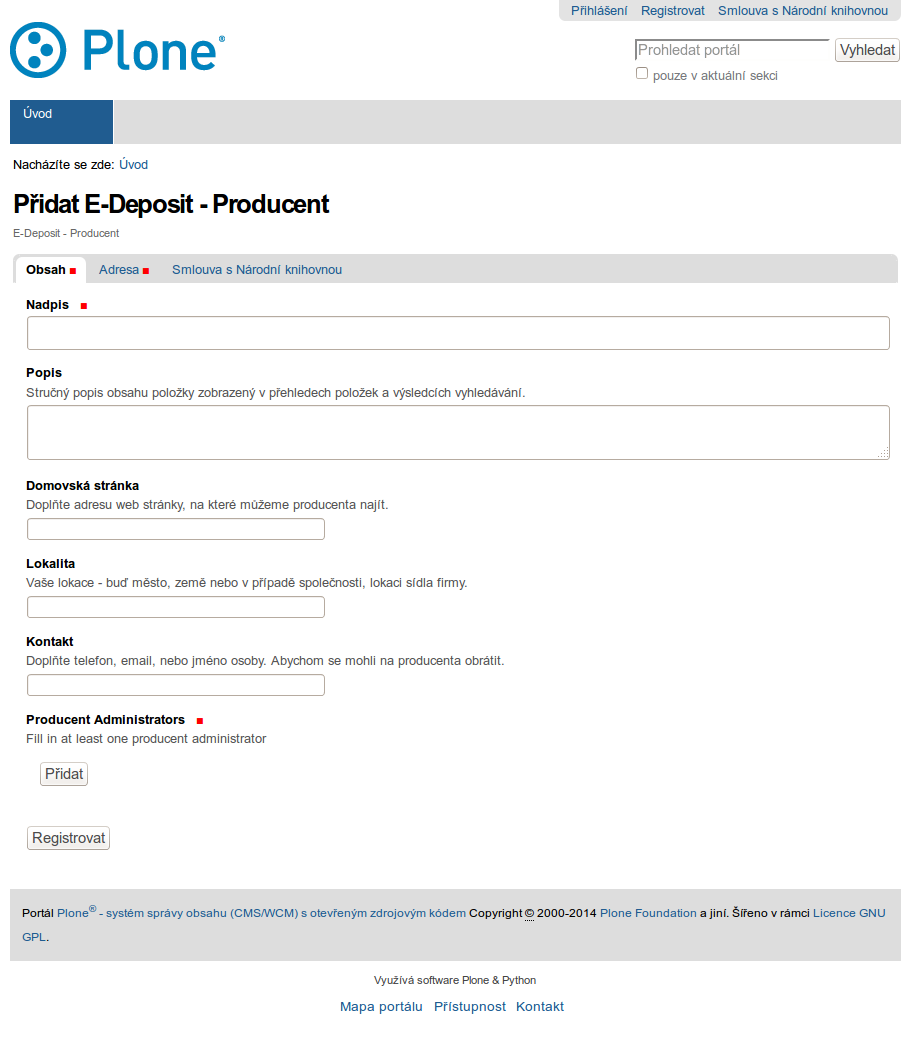 Přihlášení Registrovat Smlouva s Národní knihovnou
Plone®
Prohledat portál Vyhledat
pouze v aktuální sekci
Úvod
Nacházíte se zde: Úvod
Přidat E-Deposit - Producent
E-Deposit - Producent
Obsah Adresa Smlouva s Národní knihovnou
Nadpis
Popis
Stručný popis obsahu položky zobrazený v přehledech položek a výsledcích vyhledávání.
Domovská stránka
Doplňte adresu web stránky, na které můžeme producenta najít.
Lokalita
Vaše lokace - buď město, země nebo v případě společnosti, lokaci sídla firmy.
Kontakt
Doplňte telefon, email, nebo jméno osoby. Abychom se mohli na producenta obrátit.
Producent Administrators
Fill in at least one producent administrator
Přidat
Registrovat
Portál Plone® - systém správy obsahu (CMS/WCM) s otevřeným zdrojovým kódem Copyright © 2000-2014 Plone Foundation a jiní. Šířeno v rámci Licence GNU
GPL.
Využívá software Plone & Python
Mapa portálu Přístupnost Kontakt